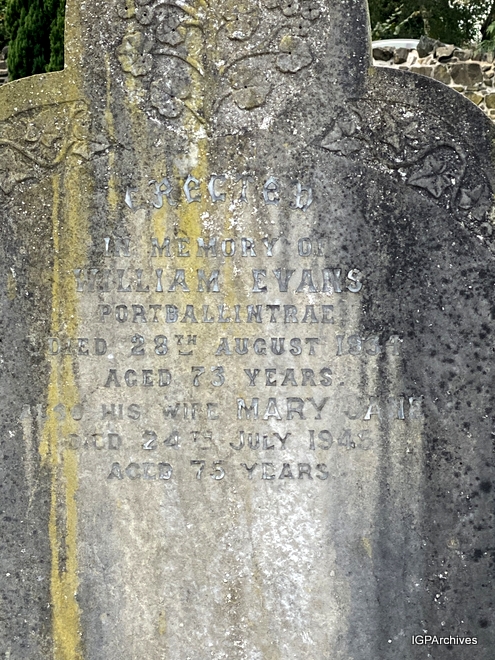 ERECTED
IN MEMORY OF
WILLIAM EVANS
PORTBALLINTRAE
DIED 28TH AUGUST
AGED 73 YEARS.
ALSO HIS WIFE MARY JANE
DIED 24TH JULY
AGED 75 YEARS.
IGPArchives